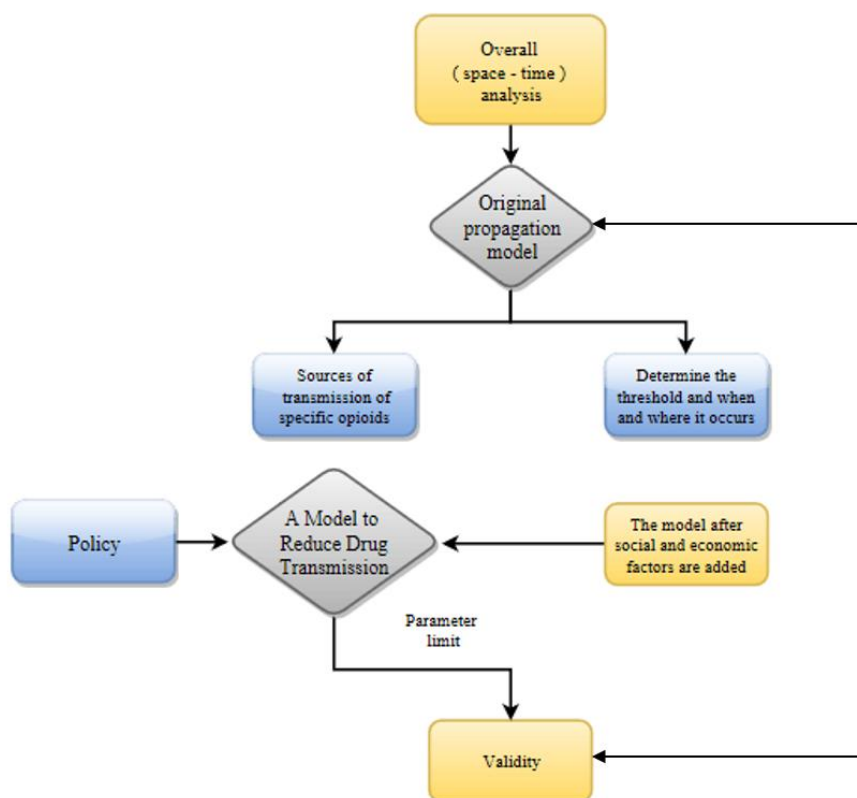 Overall
( space - time )
analysis
Original
propagation
model
Sources of
transmission of
specific opioids
Determine the
threshold and when
and where it occurs
Policy
A Model to
Reduce Drug
Transmission
The model after
social and economic
factors are added
Parameter
limit
Validity